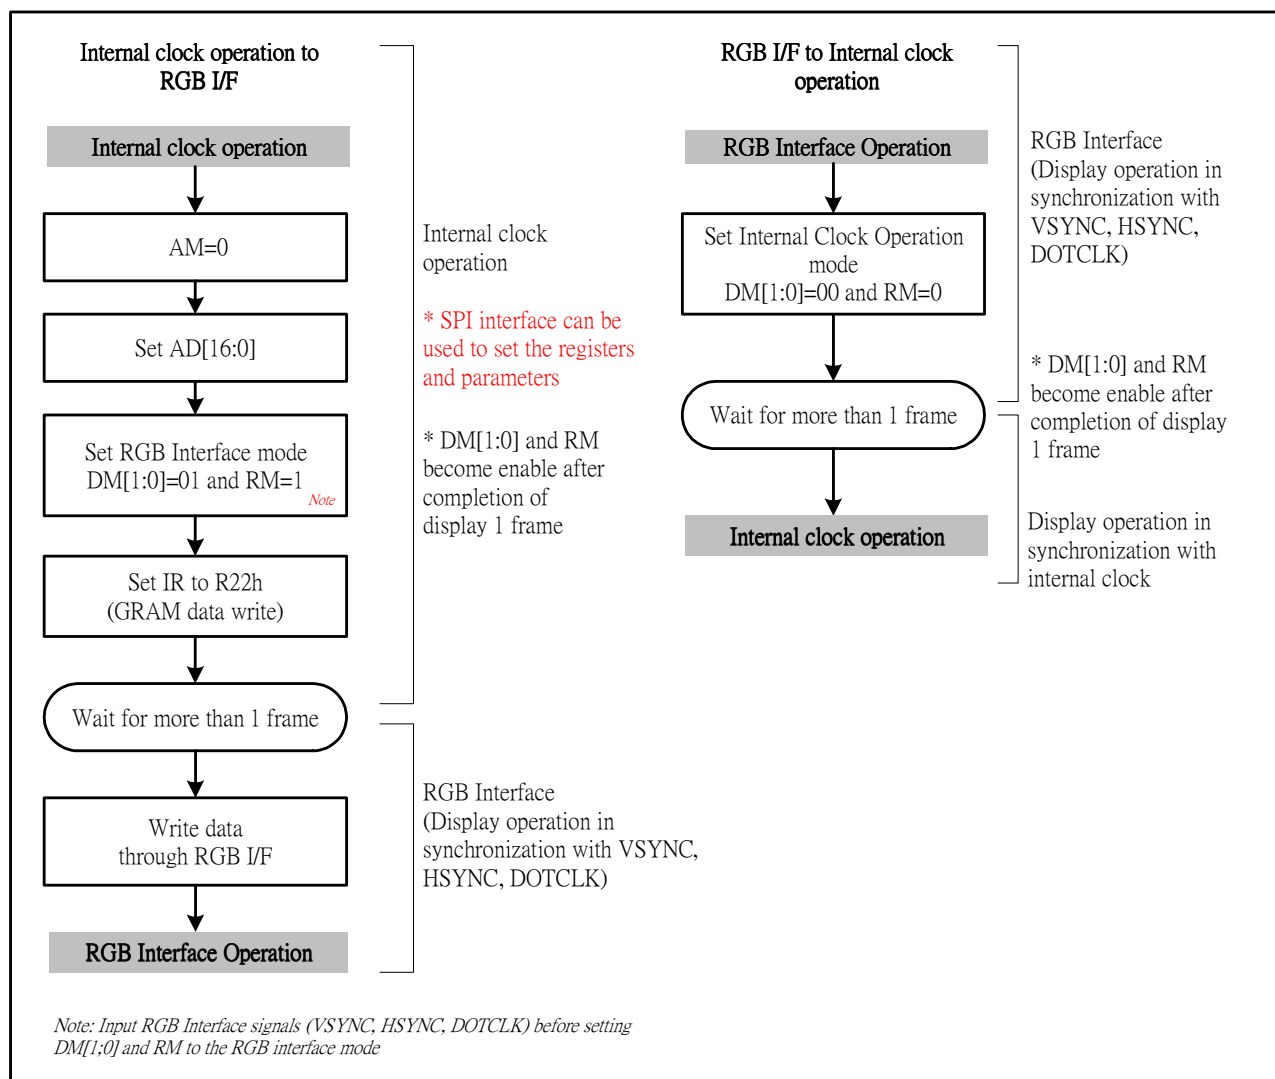 Internal clock operation to
RGB I/F
Internal clock operation
AM=0
Set AD[16:0]
Set RGB Interface mode
DM[1:0]=01 and RM=1
Note
Set IR to R22h
(GRAM data write)
Wait for more than 1 frame
Write data
through RGB I/F
RGB Interface Operation
Internal clock
operation
* SPI interface can be
used to set the registers
and parameters
* DM[1:0] and RM
become enable after
completion of
display 1 frame
RGB Interface
(Display operation in
synchronization with VSYNC,
HSYNC, DOTCLK)
RGB I/F to Internal clock
operation
RGB Interface Operation
Set Internal Clock Operation
mode
DM[1:0]=00 and RM=0
Wait for more than 1 frame
Internal clock operation
RGB Interface
(Display operation in
synchronization with
VSYNC, HSYNC,
DOTCLK)
* DM[1:0] and RM
become enable after
completion of display
1 frame
Display operation in
synchronization with
internal clock
Note: Input RGB Interface signals (VSYNC, HSYNC, DOTCLK) before setting
DM[1;0] and RM to the RGB interface mode